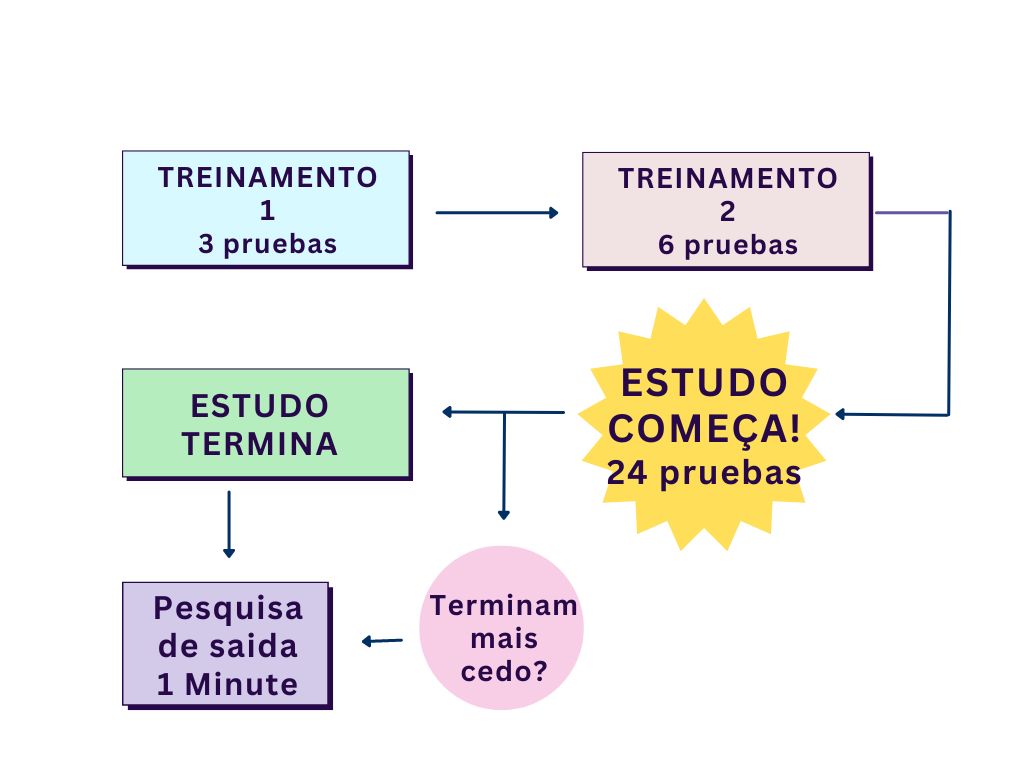 TREINAMENTO
1
3 pruebas
TREINAMENTO
2
6 pruebas
ESTUDO
COMEÇA!
24 pruebas
ESTUDO
TERMINA
Terminam
mais
cedo?
Pesquisa
de saida
1 Minute